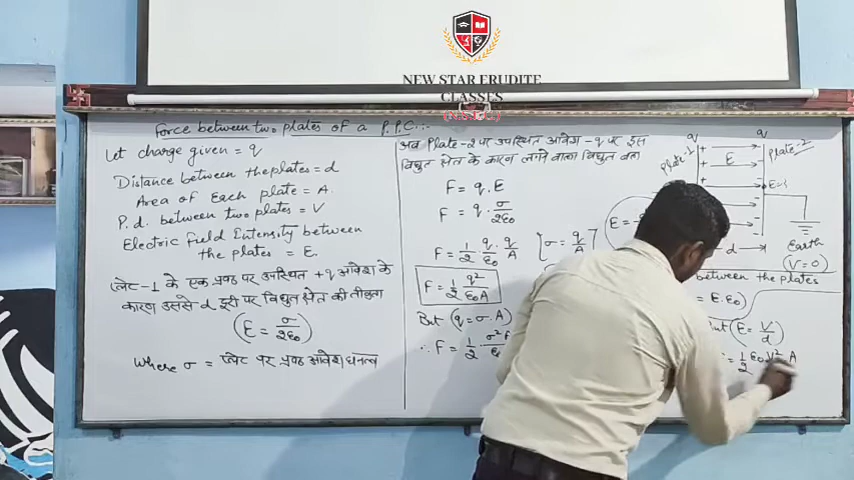 NEW STAR ERUDITE
CLASSES
Force between two plates of a P.P.C.:-
Let charge given = q
Distance between the plates = d
Area of Each plate = A.
P.d. between two plates = V
Electric Field Intensity between
the plates = E.
प्लेट-1 के एक पृष्ठ पर उपस्थित +q आवेश के
कारण उससे d दूरी पर विद्युत क्षेत्र की तीव्रता
(E = σ/2ε0)
Where σ = प्लेट पर पृष्ठ आवेश घनत्व
अब Plate-2 पर उपस्थित आवेश -q पर इस
विद्युत क्षेत्र के कारण लगने वाला विद्युत बल
F = q.E
F = q.σ/2ε0
F = 1/2 q/ε0 . q/A [σ = q/A]
F = 1/2 q²/ε0A
But (q = σ.A)
∴ F = 1/2 . σ²
q q
Plate-1 Plate-2
+ E
d
Earth
(V=0)
between the plates
= E.ε0)
(E = V/d)
= 1/2 ε0 V² A